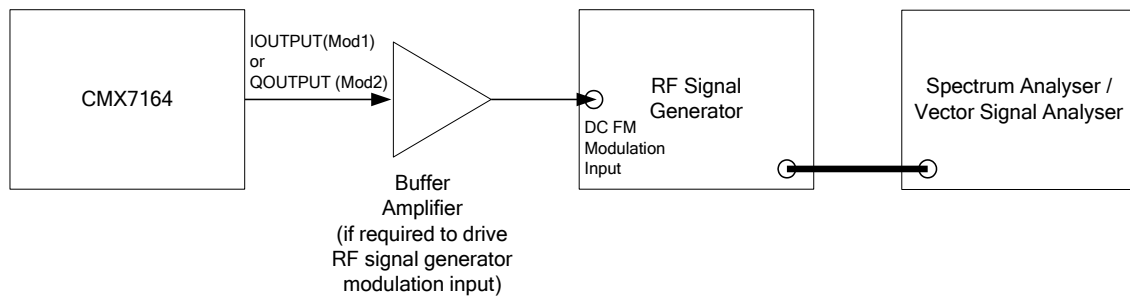 CMX7164
IOUTPUT(Mod1)
or
QOUTPUT (Mod2)
Buffer
Amplifier
(if required to drive
RF signal generator
modulation input)
RF Signal
Generator
DC FM
Modulation
Input
Spectrum Analyser /
Vector Signal Analyser